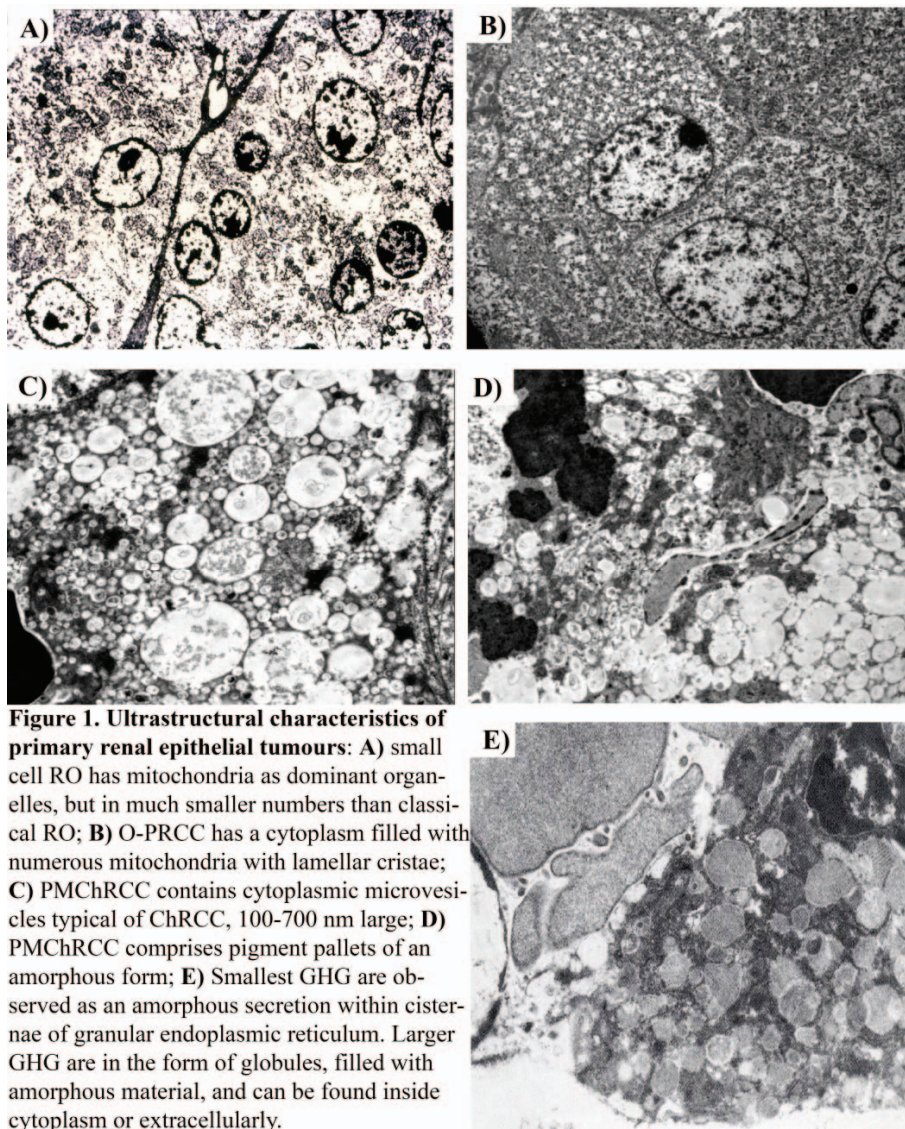 A)
B)
C)
D)
Figure 1. Ultrastructural characteristics of
primary renal epithelial tumours: A) small
cell RO has mitochondria as dominant organ-
elles, but in much smaller numbers than classi-
cal RO; B) O-PRCC has a cytoplasm filled with
numerous mitochondria with lamellar cristae;
C) PMChRCC contains cytoplasmic microvesi-
cles typical of ChRCC, 100-700 nm large; D)
PMChRCC comprises pigment pallets of an
amorphous form; E) Smallest GHG are ob-
served as an amorphous secretion within cister-
nae of granular endoplasmic reticulum. Larger
GHG are in the form of globules, filled with
amorphous material, and can be found inside
cytoplasm or extracellularly.
E)